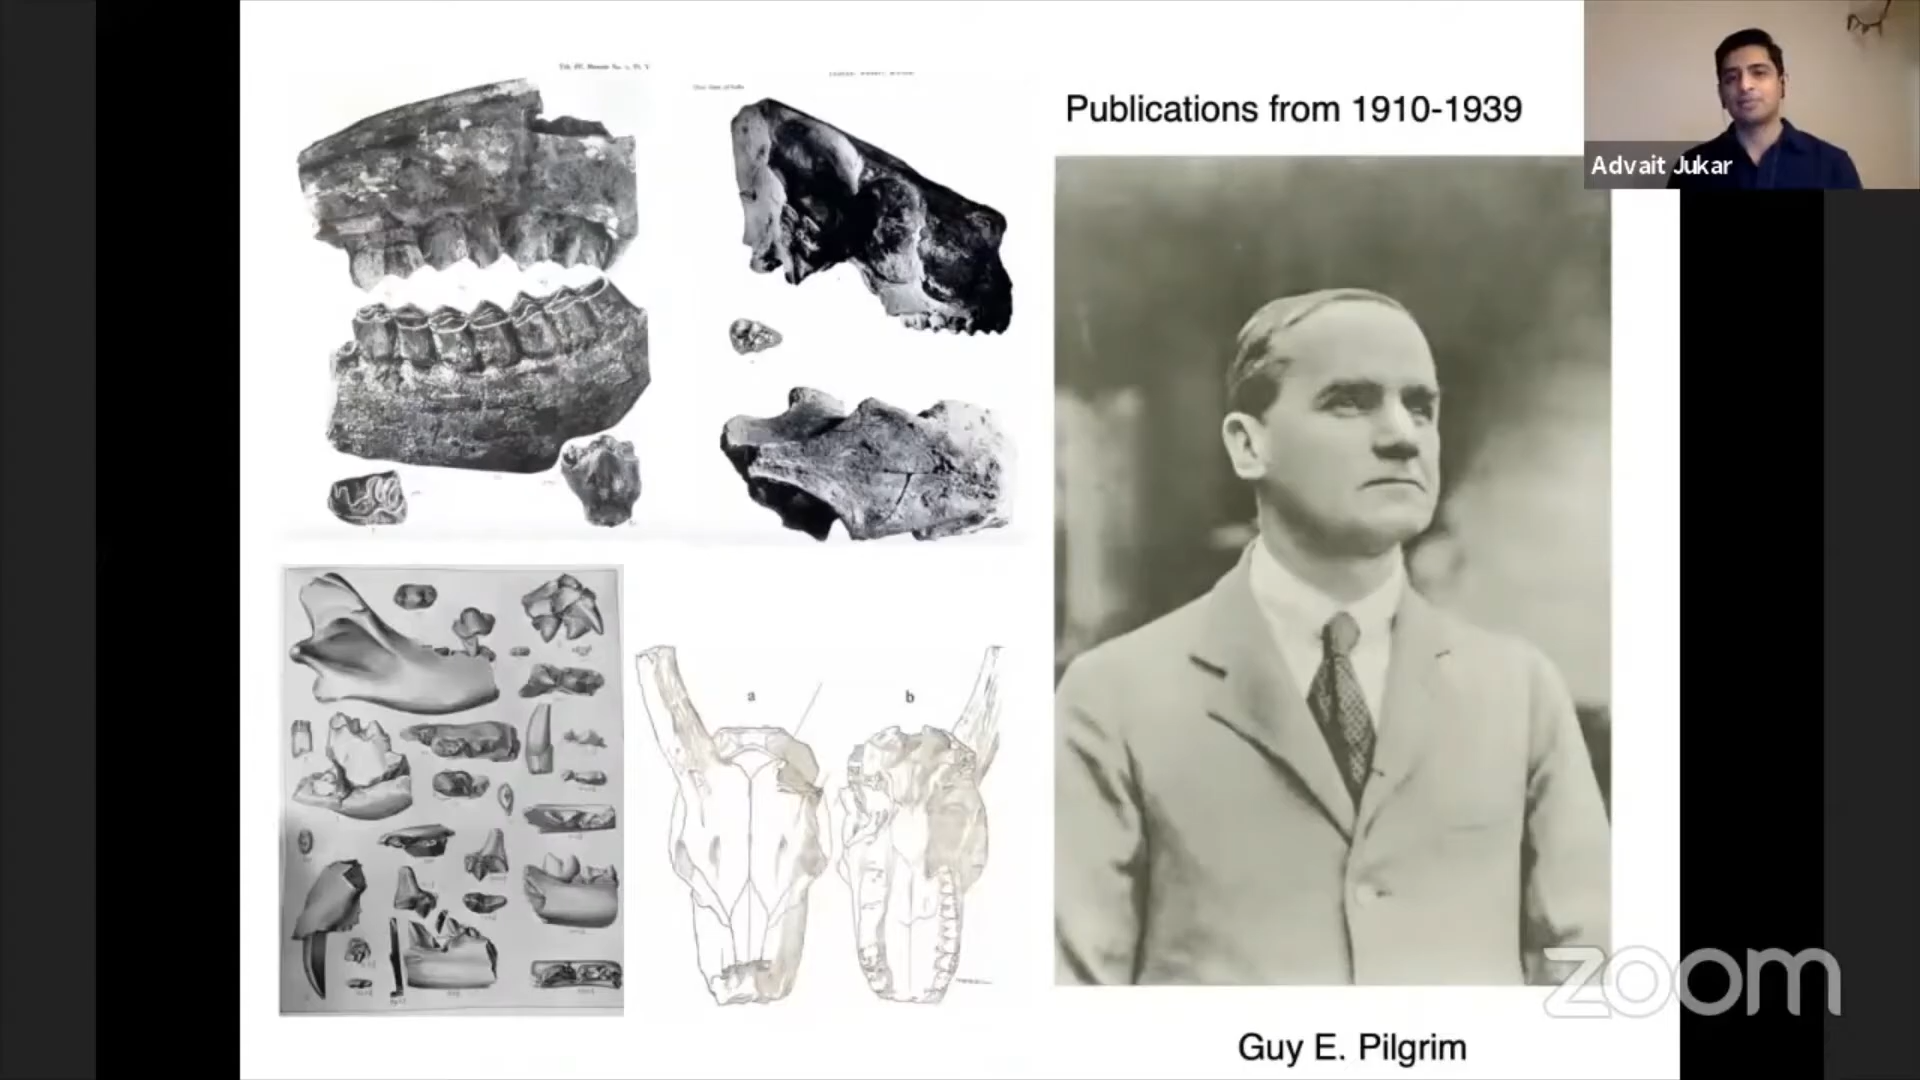 Publications from 1910-1939
Advait Jukar
a
b
zoom
Guy E. Pilgrim